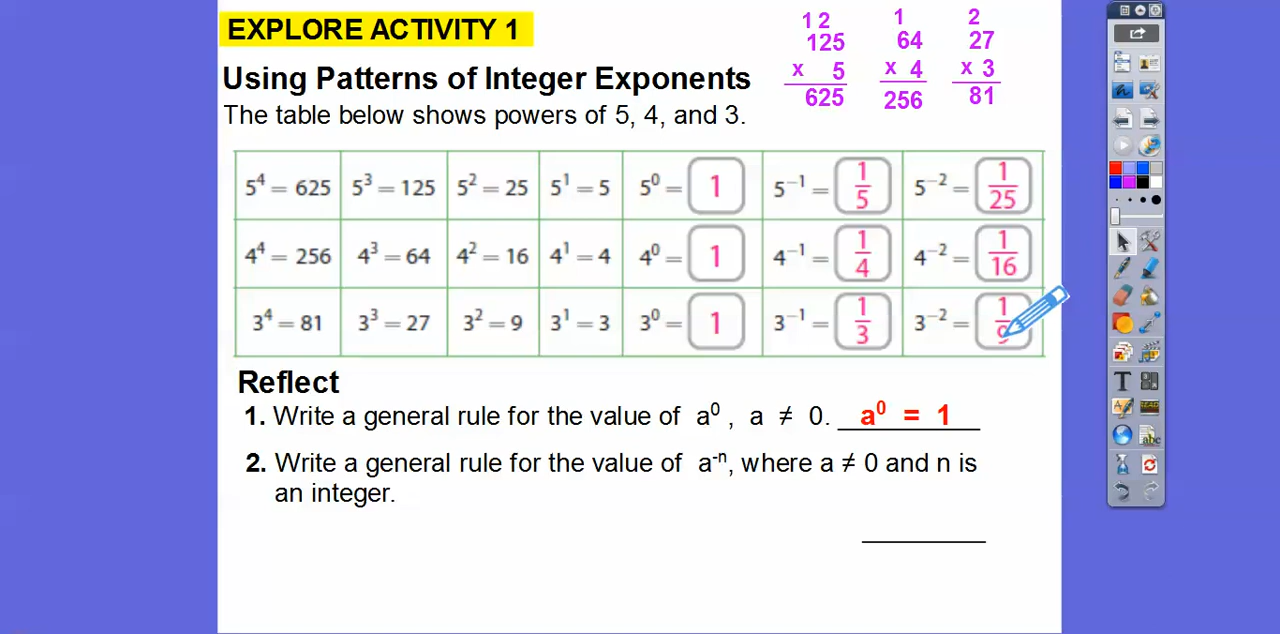 EXPLORE ACTIVITY 1
Using Patterns of Integer Exponents
The table below shows powers of 5, 4, and 3.
1 2
125
x 5
625
1
64
x 4
256
2
27
x 3
81
5⁴ = 625 5³ = 125 5² = 25 5¹ = 5 5⁰ = 1 5⁻¹ = 1/5 5⁻² = 1/25
4⁴ = 256 4³ = 64 4² = 16 4¹ = 4 4⁰ = 1 4⁻¹ = 1/4 4⁻² = 1/16
3⁴ = 81 3³ = 27 3² = 9 3¹ = 3 3⁰ = 1 3⁻¹ = 1/3 3⁻² = 1/9
Reflect
1. Write a general rule for the value of a⁰ , a ≠ 0. a⁰ = 1
2. Write a general rule for the value of a⁻ⁿ, where a ≠ 0 and n is
an integer.